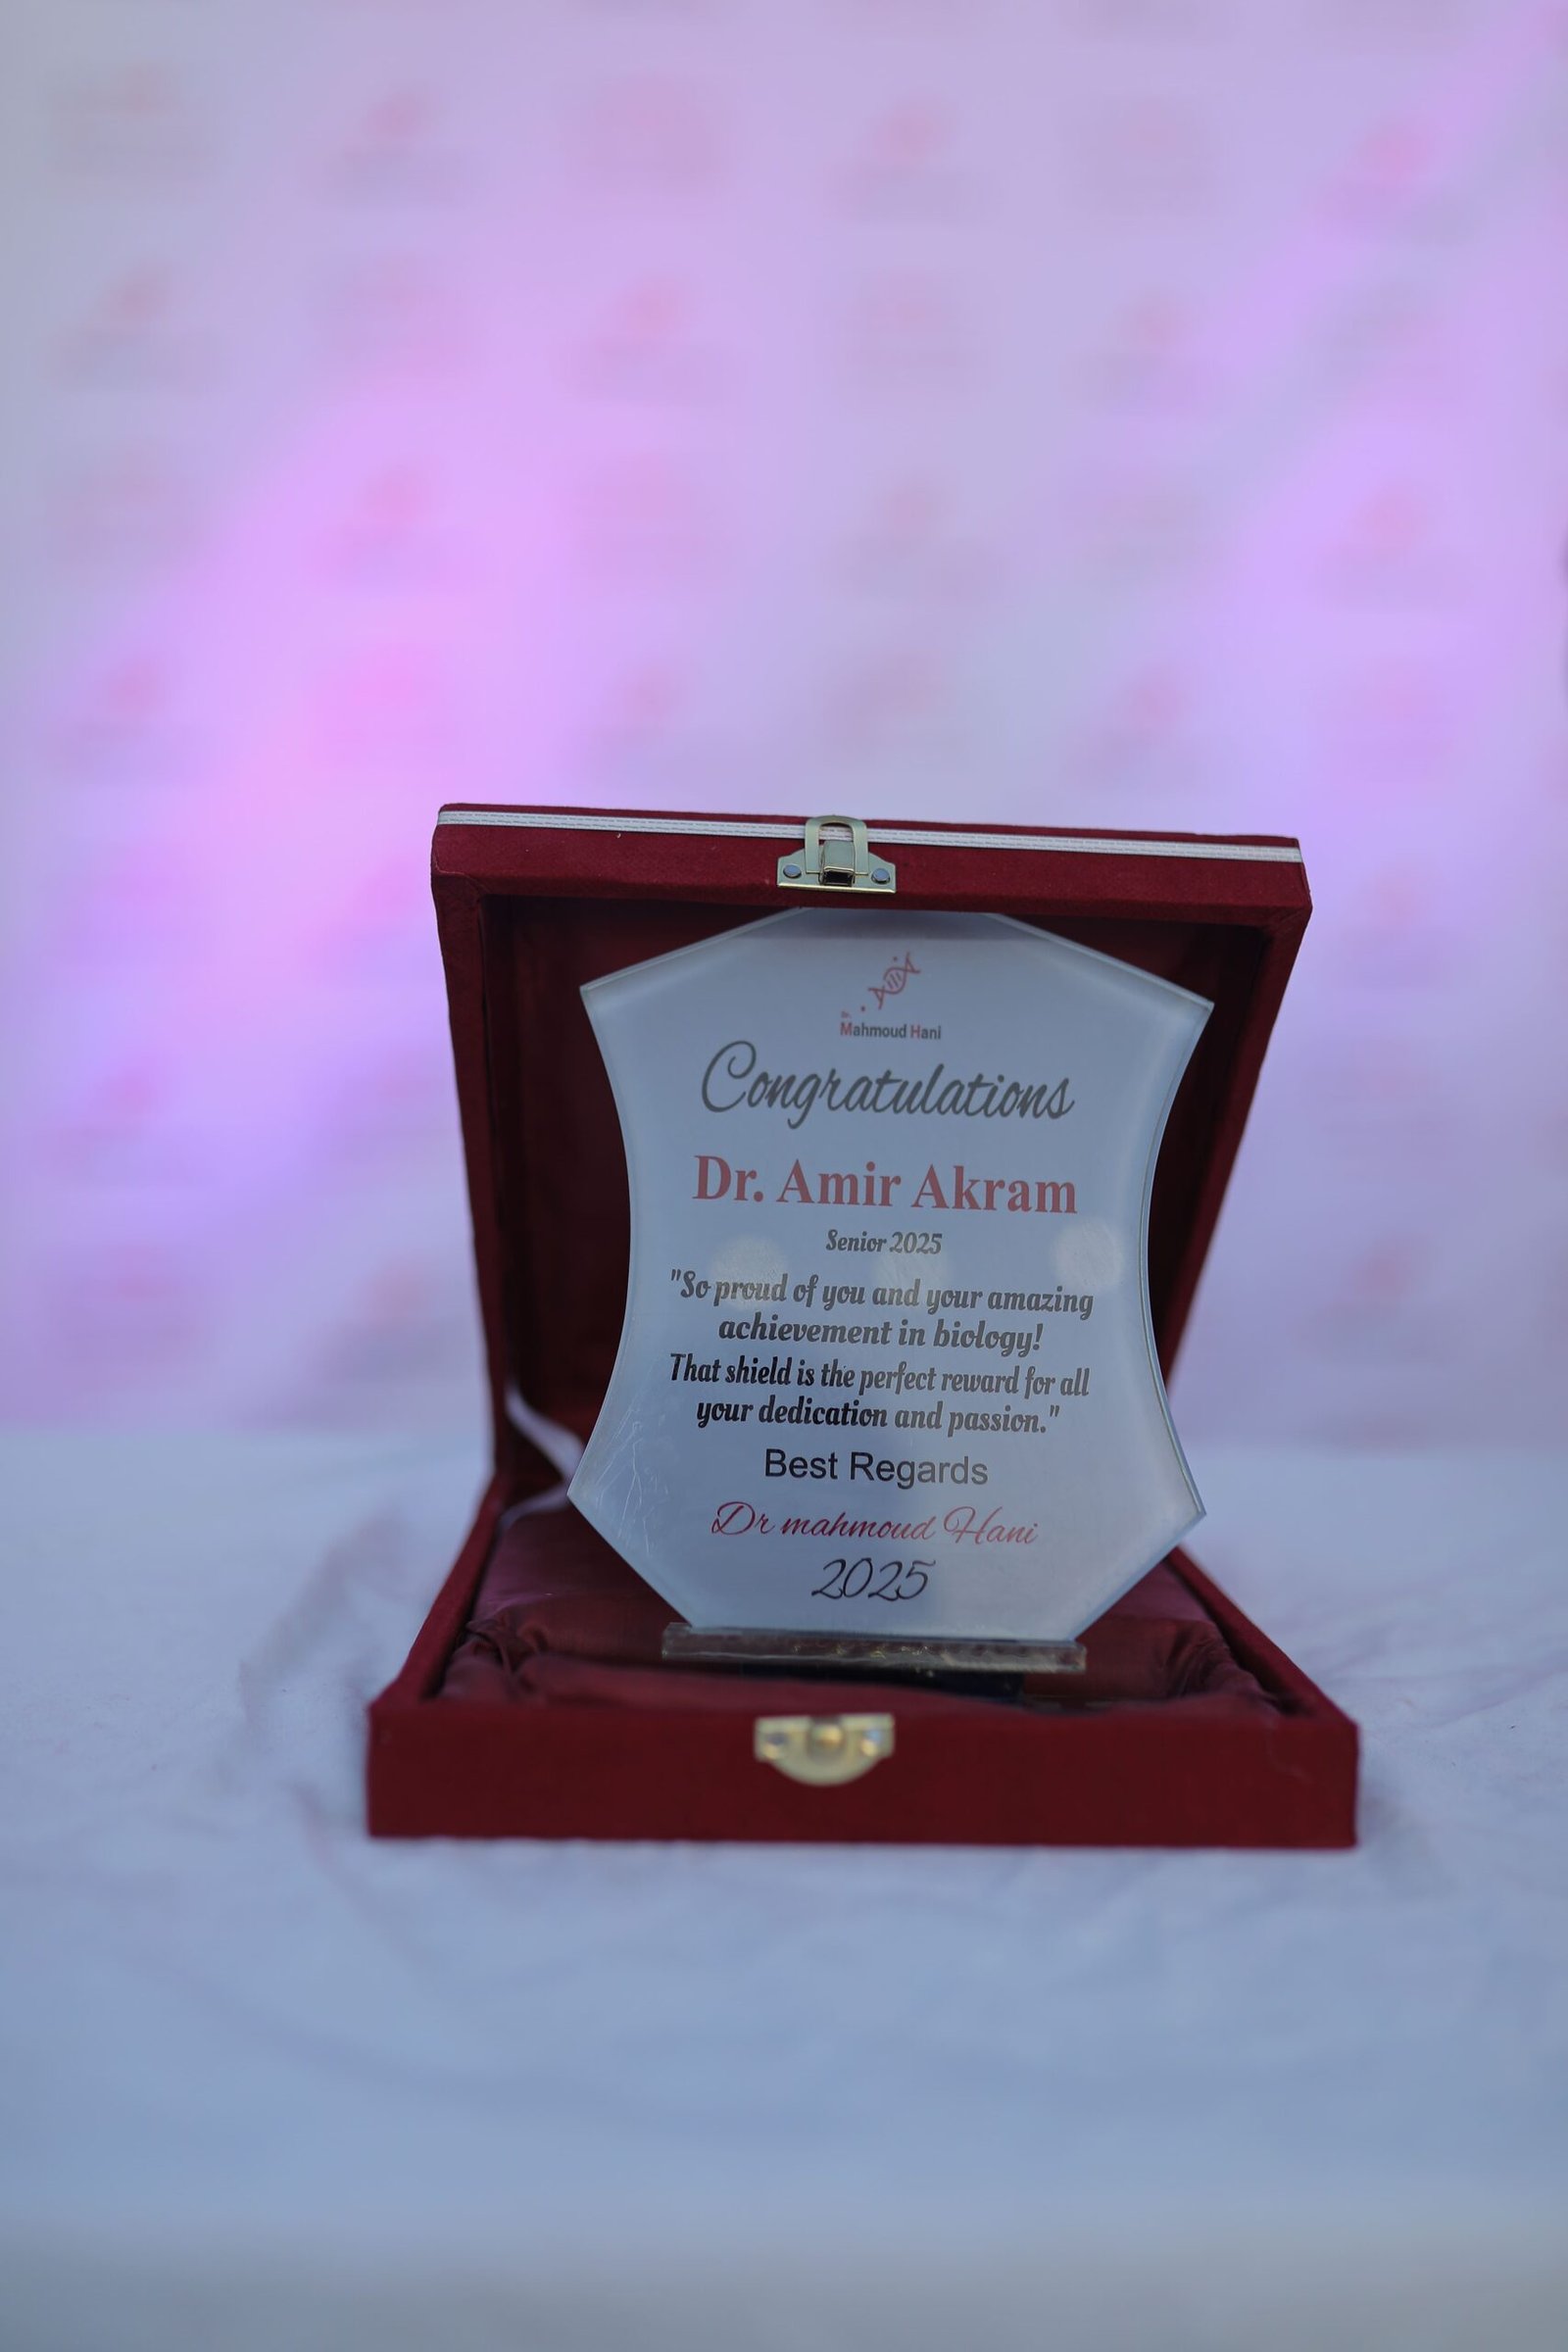 Dr.
Mahmoud Hani
Congratulations
Dr. Amir Akram
Senior 2025
"So proud of you and your amazing
achievement in biology!
That shield is the perfect reward for all
your dedication and passion."
Best Regards
Dr mahmoud Hani
2025